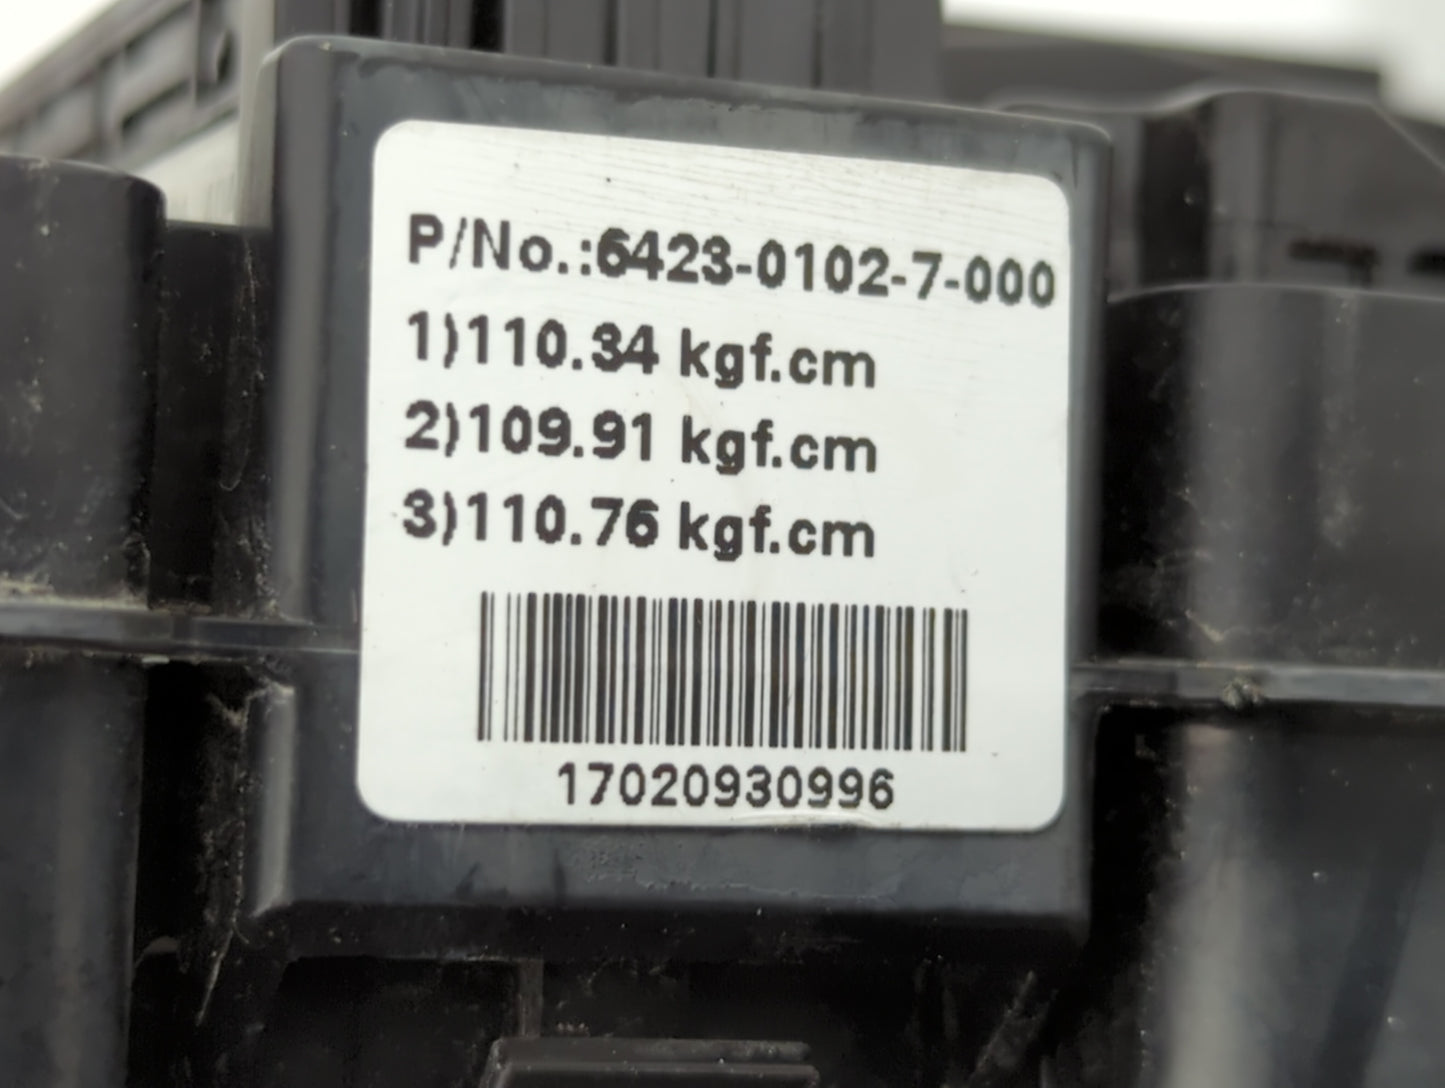 P/No.:6423-0102-7-000
1)110.34 kgf.cm
2)109.91 kgf.cm
3)110.76 kgf.cm
17020930996